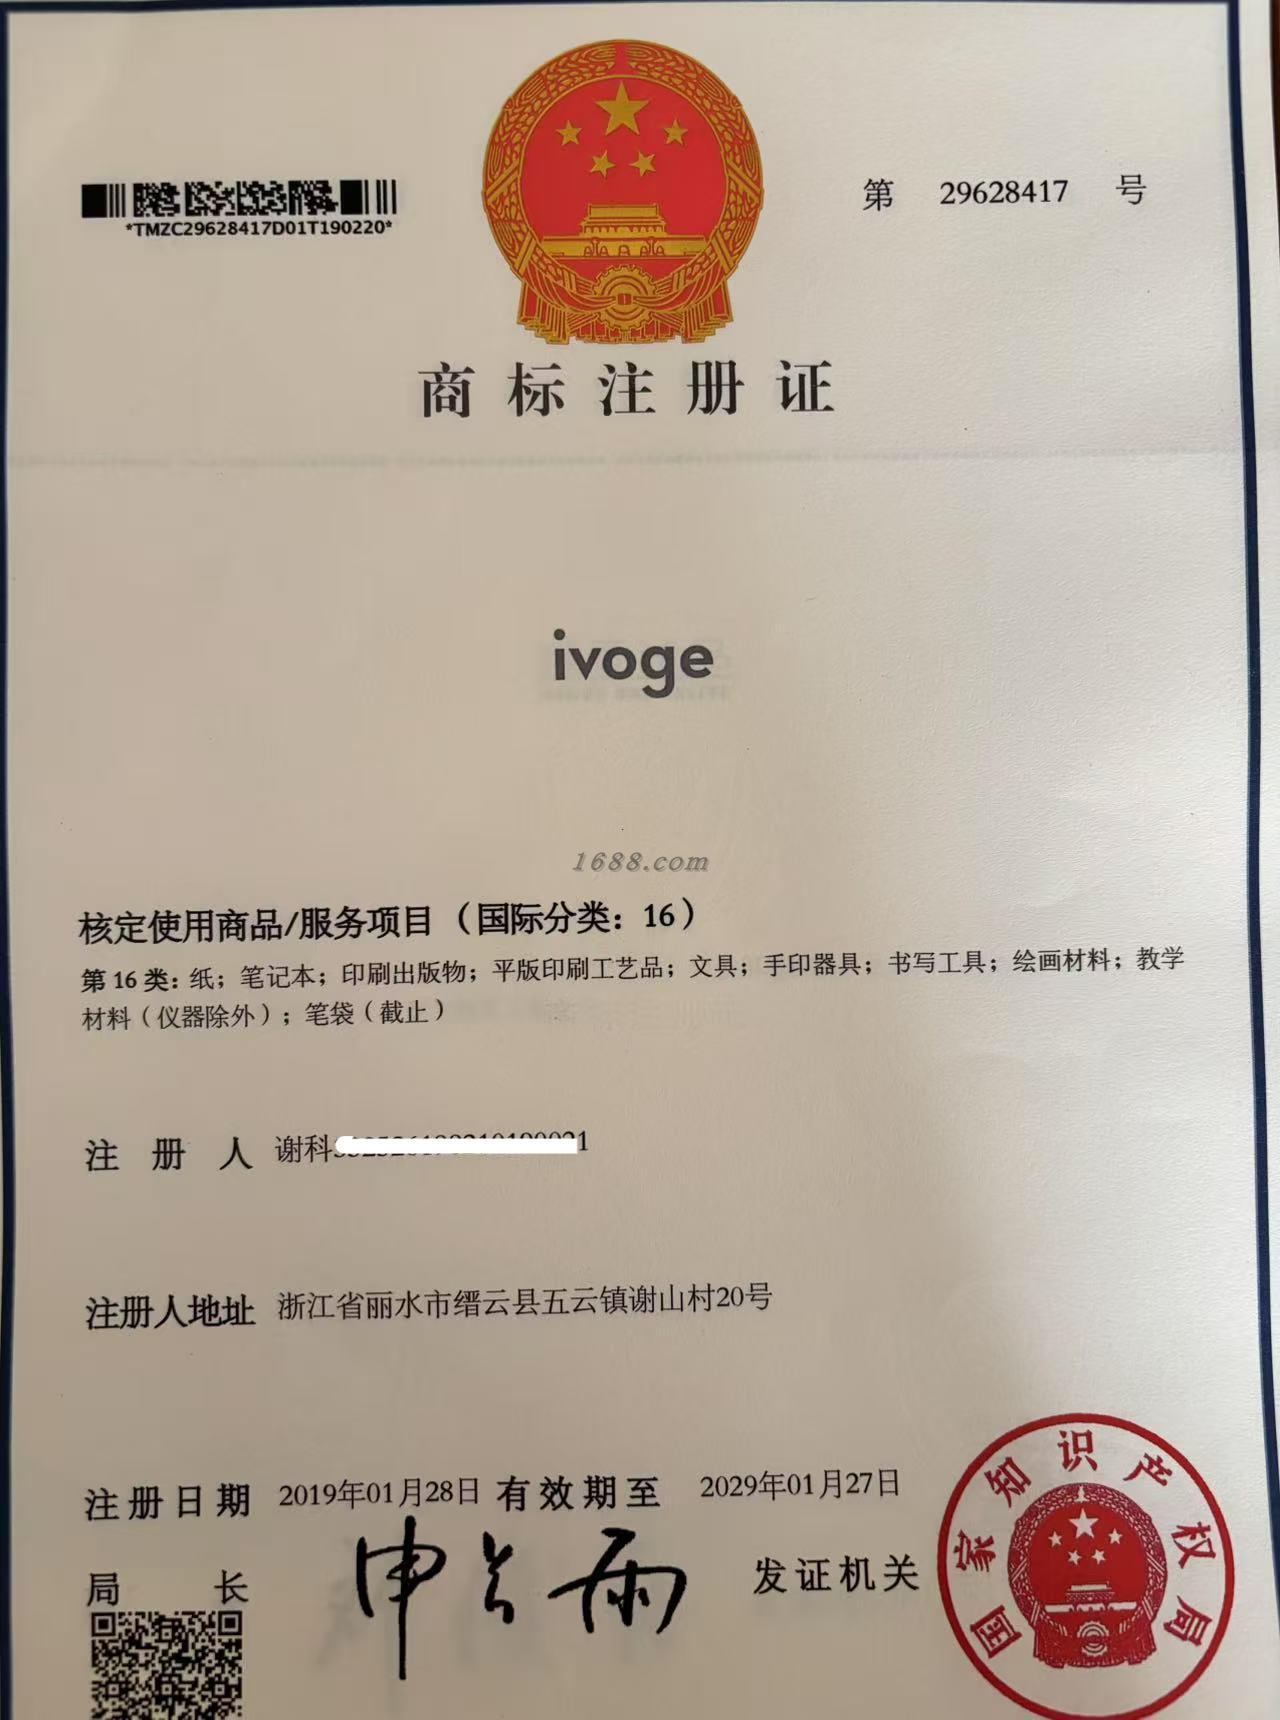 *TMZC29628417D01T190220*
第 29628417 号
商标注册证
ivoge
1688.com
核定使用商品/服务项目（国际分类：16）
第 16 类：纸；笔记本；印刷出版物；平版印刷工艺品；文具；手印器具；书写工具；绘画材料；教学
材料（仪器除外）；笔袋（截止）
注册人 谢科
注册人地址 浙江省丽水市缙云县五云镇谢山村20号
注册日期 2019年01月28日 有效期至 2029年01月27日
局长 申长雨 发证机关
国家知识产权局